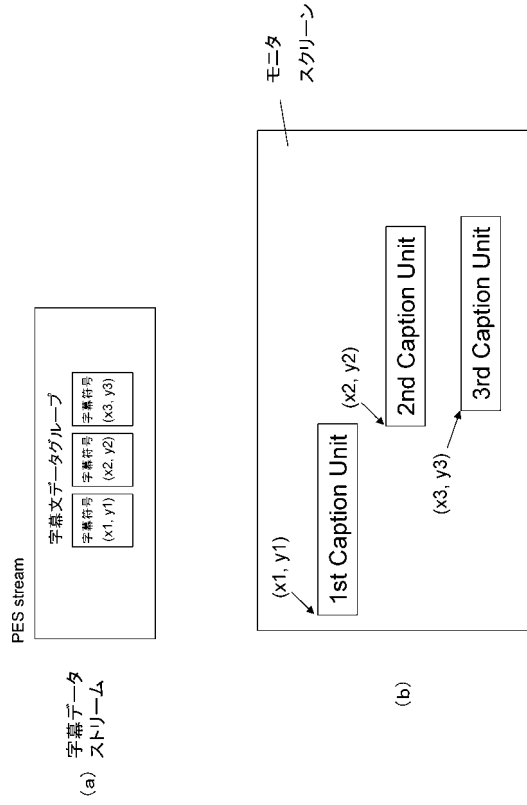 PES stream
字幕文データグループ
字幕符号
(x1, y1)
字幕符号
(x2, y2)
字幕符号
(x3, y3)
字幕データ
ストリーム
(a)
モニタ
スクリーン
(x1, y1)
1st Caption Unit
(x2, y2)
2nd Caption Unit
(x3, y3)
3rd Caption Unit
(b)